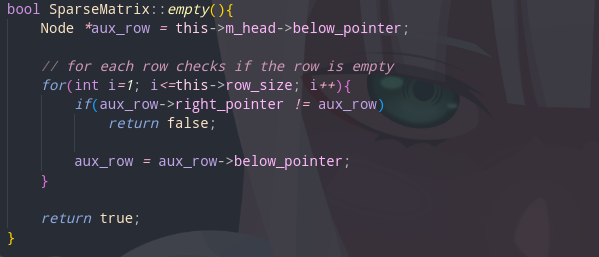 bool SparseMatrix::empty(){
    Node *aux_row = this->m_head->below_pointer;

    // for each row checks if the row is empty
    for(int i=1; i<=this->row_size; i++){
        if(aux_row->right_pointer != aux_row)
            return false;

        aux_row = aux_row->below_pointer;
    }

    return true;
}